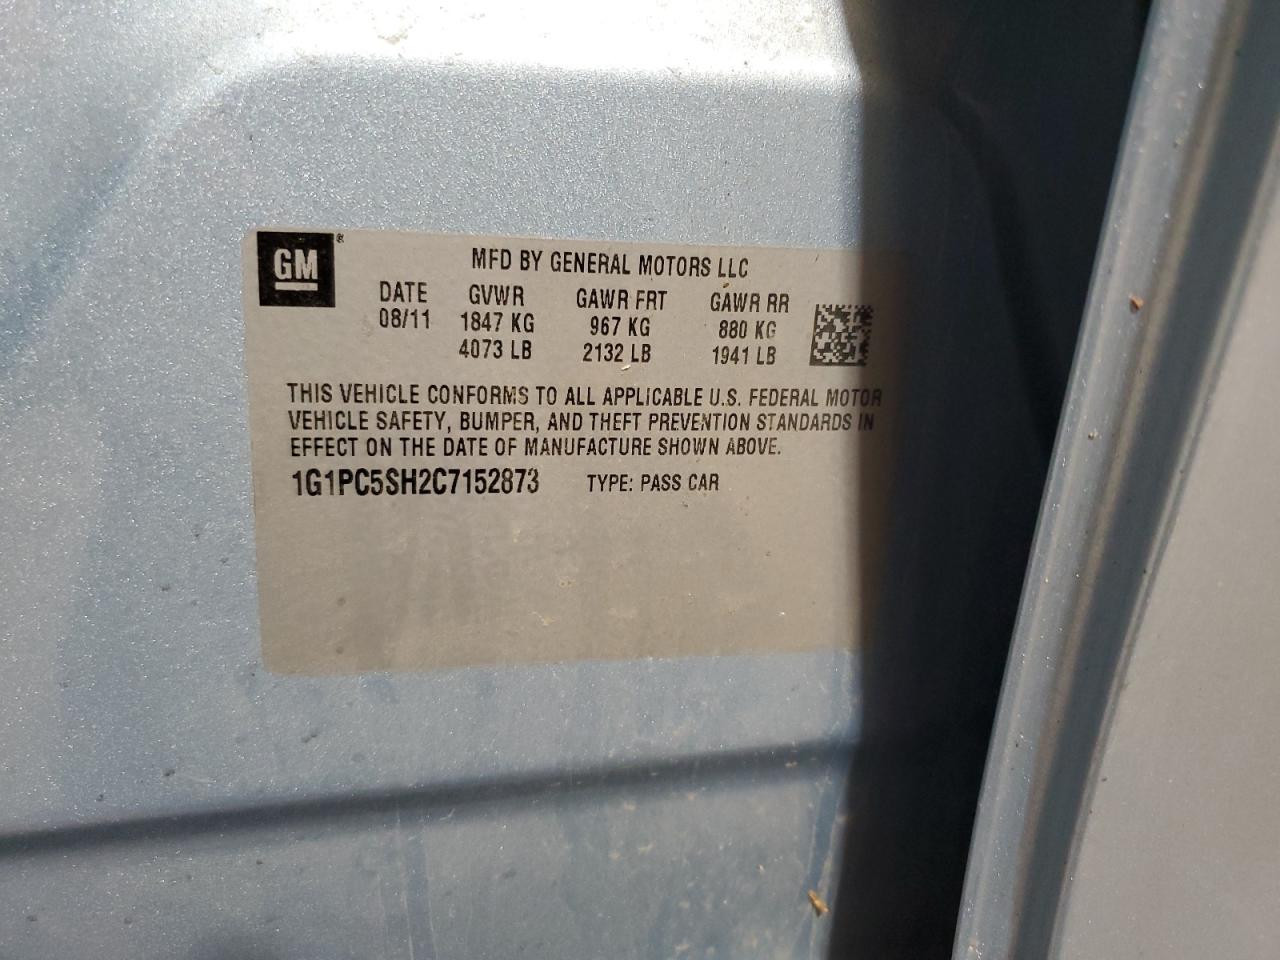 GM®
MFD BY GENERAL MOTORS LLC
DATE GVWR GAWR FRT GAWR RR
08/11 1847 KG 967 KG 880 KG
4073 LB 2132 LB 1941 LB
THIS VEHICLE CONFORMS TO ALL APPLICABLE U.S. FEDERAL MOTOR
VEHICLE SAFETY, BUMPER, AND THEFT PREVENTION STANDARDS IN
EFFECT ON THE DATE OF MANUFACTURE SHOWN ABOVE.
1G1PC5SH2C7152873 TYPE: PASS CAR